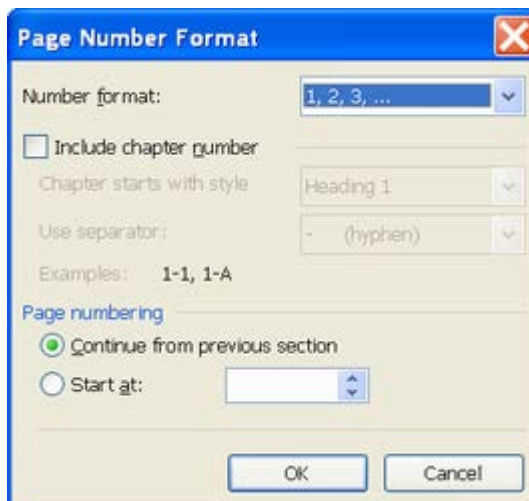 Page Number Format
Number format: 1, 2, 3, ...
Include chapter number
Chapter starts with style Heading 1
Use separator: - (hyphen)
Examples: 1-1, 1-A
Page numbering
Continue from previous section
Start at:
OK Cancel